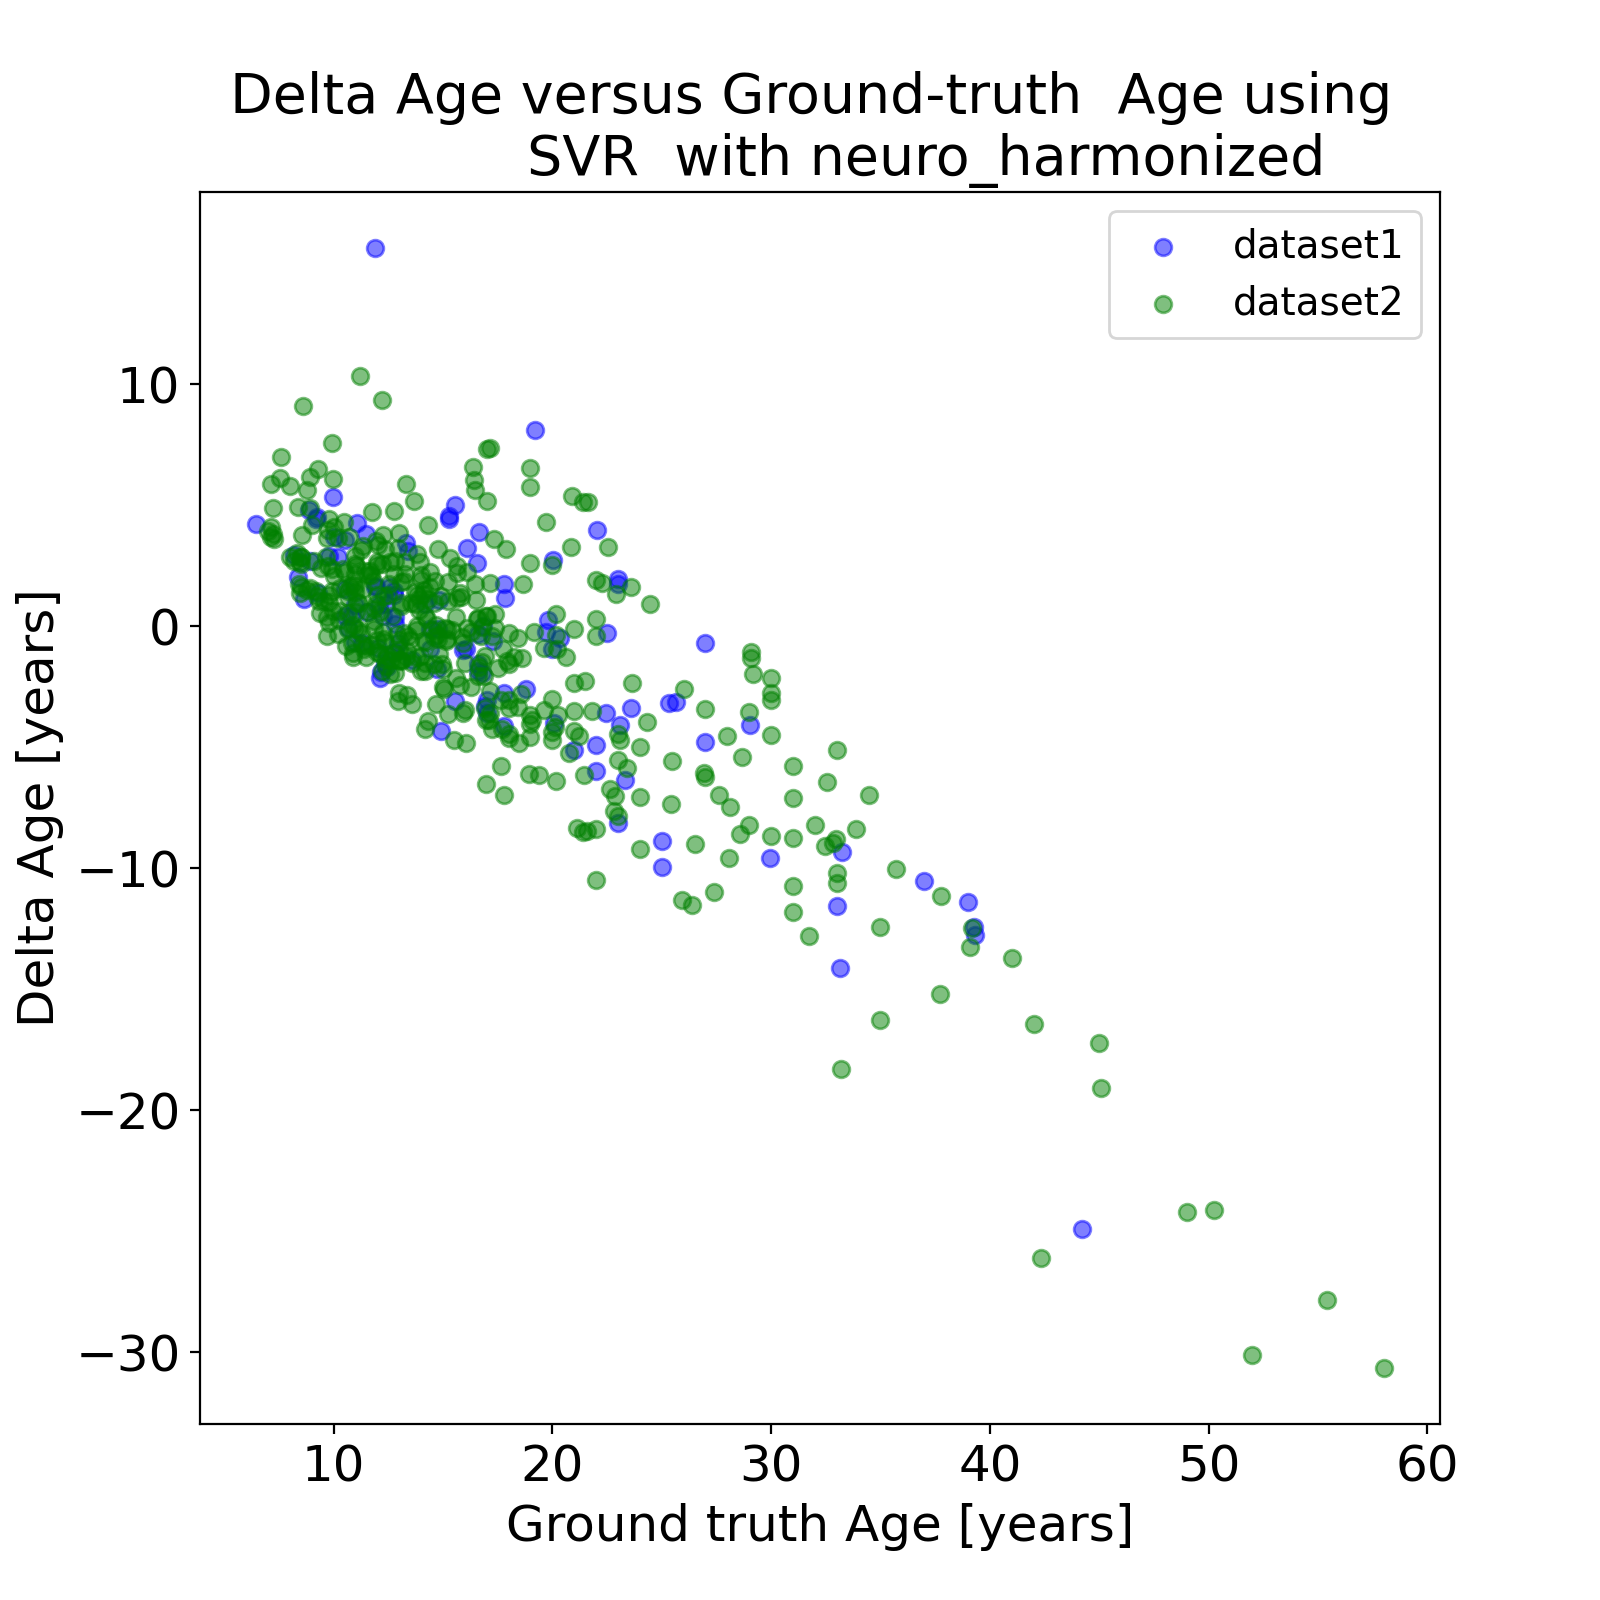 Delta Age versus Ground-truth  Age using
SVR  with neuro_harmonized
dataset1
dataset2
Delta Age [years]
10
0
−10
−20
−30
10 20 30 40 50 60
Ground truth Age [years]